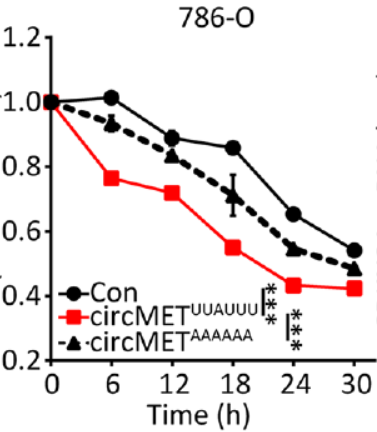 786-O
1.2
1.0
0.8
0.6
0.4
0.2
Con
circMETUUAUUU
***
circMETAAAAAA
***
0 6 12 18 24 30
Time (h)